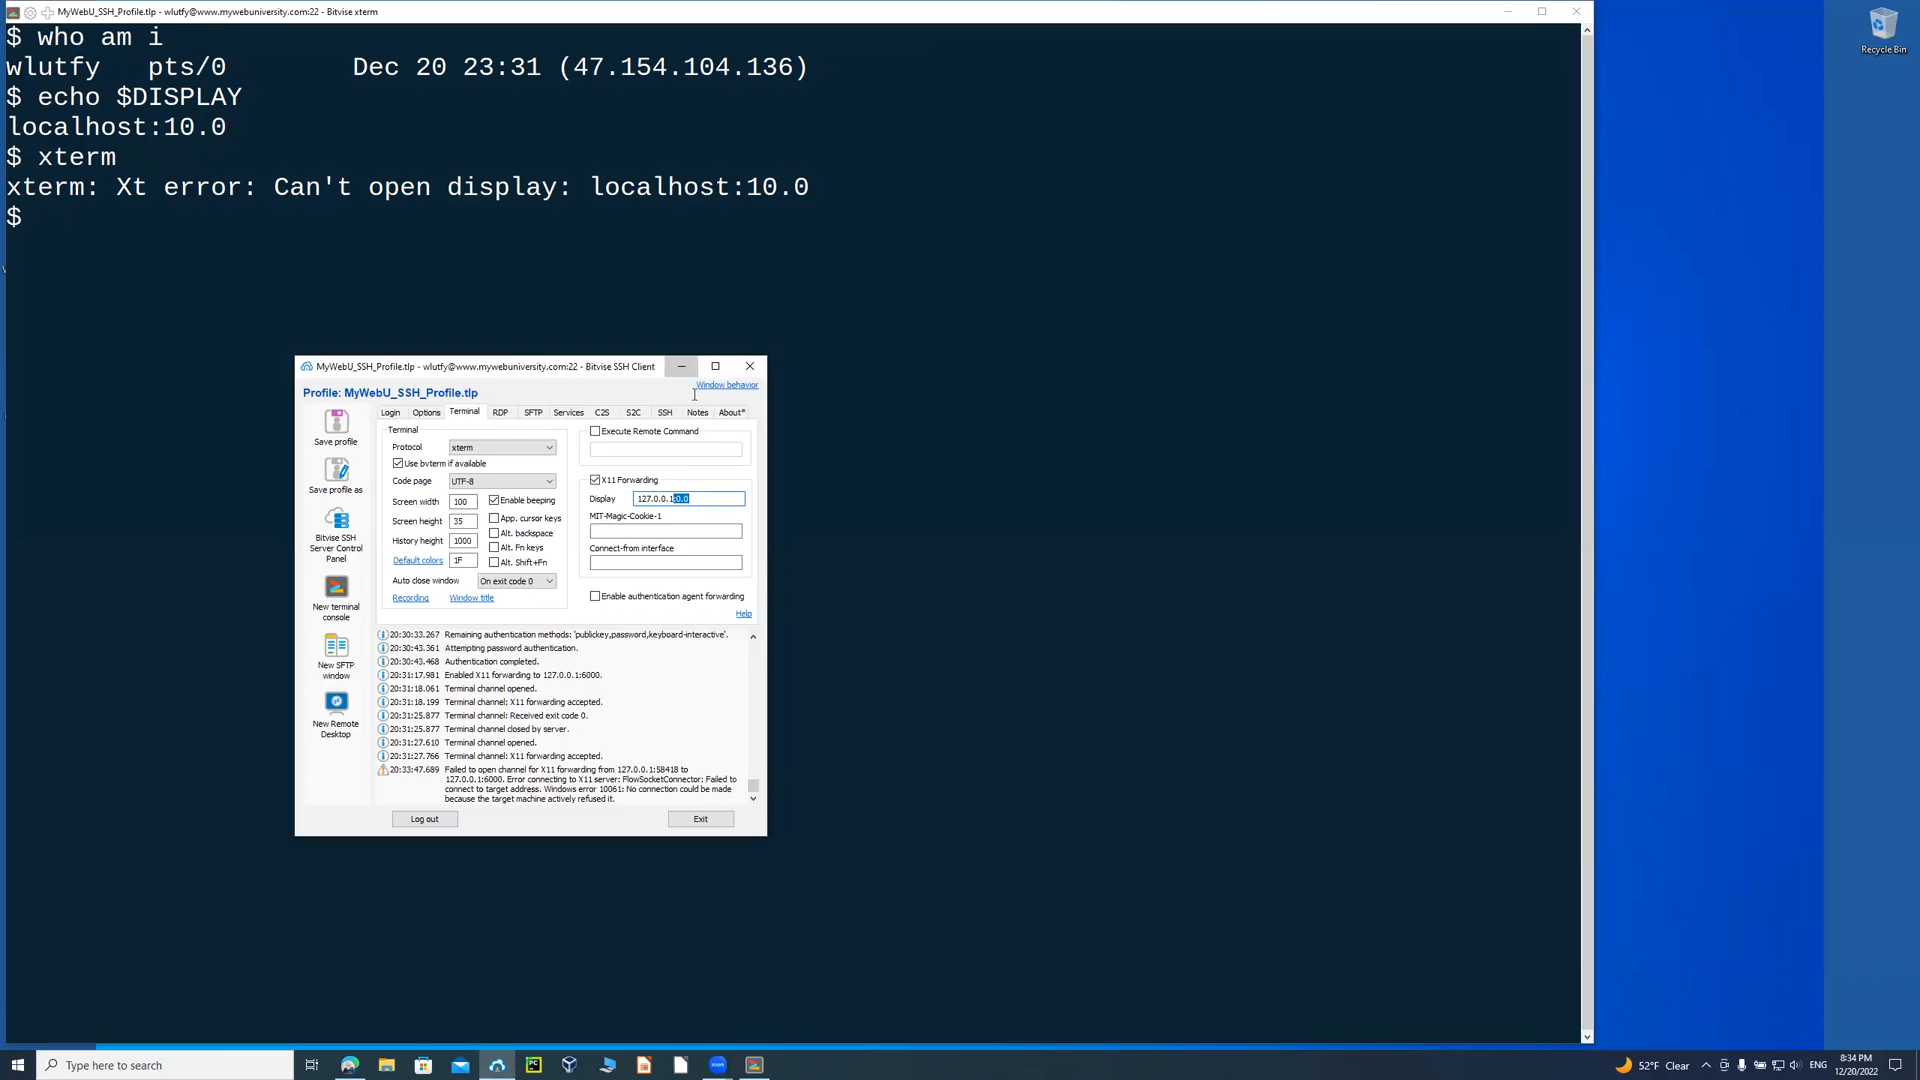 MyWebU_SSH_Profile.tlp - wlutfy@www.mywebuniversity.com:22 - Bitvise xterm
$ who am i
wlutfy pts/0 Dec 20 23:31 (47.154.104.136)
$ echo $DISPLAY
localhost:10.0
$ xterm
xterm: Xt error: Can't open display: localhost:10.0
$
Recycle Bin
MyWebU_SSH_Profile.tlp - wlutfy@www.mywebuniversity.com:22 - Bitvise SSH Client
Window behavior
Profile: MyWebU_SSH_Profile.tlp
Login Options Terminal RDP SFTP Services C2S S2C SSH Notes About*
Save profile
Save profile as
Bitvise SSH
Server Control
Panel
New terminal
console
New SFTP
window
New Remote
Desktop
Terminal
Protocol xterm
Use bvterm if available
Code page UTF-8
Screen width 100
Screen height 35
History height 1000
Default colors 1F
Enable beeping
App. cursor keys
Alt. backspace
Alt. Fn keys
Alt. Shift+Fn
Auto close window On exit code 0
Recording Window title
Execute Remote Command
X11 Forwarding
Display 127.0.0.1:0.0
MIT-Magic-Cookie-1
Connect-from interface
Enable authentication agent forwarding
Help
20:30:33.267 Remaining authentication methods: 'publickey,password,keyboard-interactive'.
20:30:43.361 Attempting password authentication.
20:30:43.468 Authentication completed.
20:31:17.981 Enabled X11 forwarding to 127.0.0.1:6000.
20:31:18.061 Terminal channel opened.
20:31:18.199 Terminal channel: X11 forwarding accepted.
20:31:25.877 Terminal channel: Received exit code 0.
20:31:25.877 Terminal channel closed by server.
20:31:27.610 Terminal channel opened.
20:31:27.766 Terminal channel: X11 forwarding accepted.
20:33:47.689 Failed to open channel for X11 forwarding from 127.0.0.1:58418 to
127.0.0.1:6000. Error connecting to X11 server: FlowSocketConnector: Failed to
connect to target address. Windows error 10061: No connection could be made
because the target machine actively refused it.
Log out Exit
Type here to search
PC
zoom
52°F Clear
ENG
8:34 PM
12/20/2022